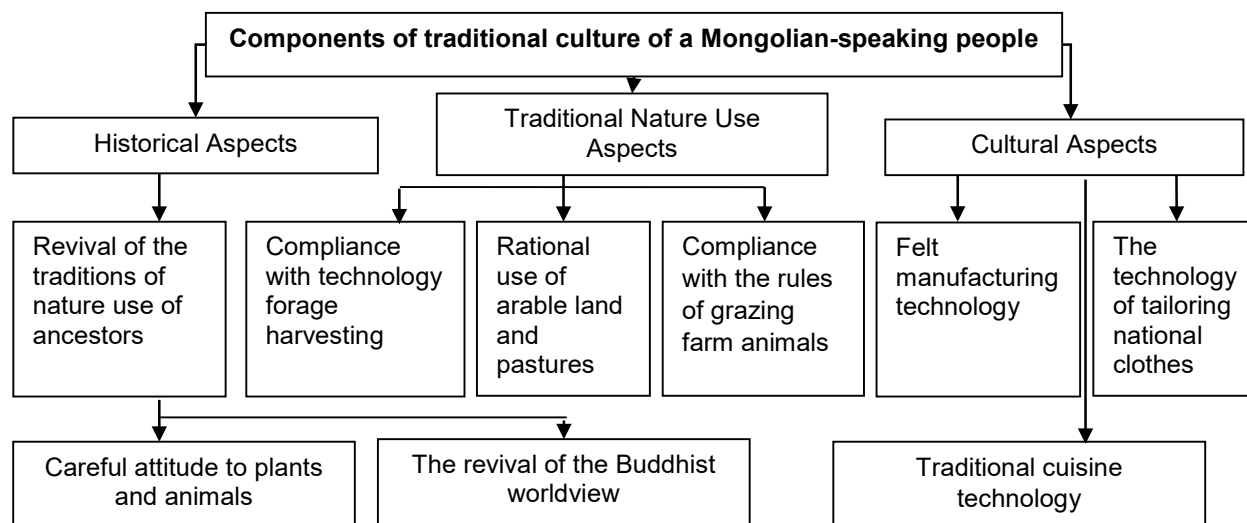 Components of traditional culture of a Mongolian-speaking people
Historical Aspects
Traditional Nature Use
Aspects
Cultural Aspects
Revival of the
traditions of
nature use of
ancestors
Compliance
with technology
forage
harvesting
Rational
use of
arable land
and
pastures
Compliance
with the rules
of grazing
farm animals
Felt
manufacturing
technology
The
technology
of tailoring
national
clothes
Careful attitude to plants
and animals
The revival of the Buddhist
worldview
Traditional cuisine
technology